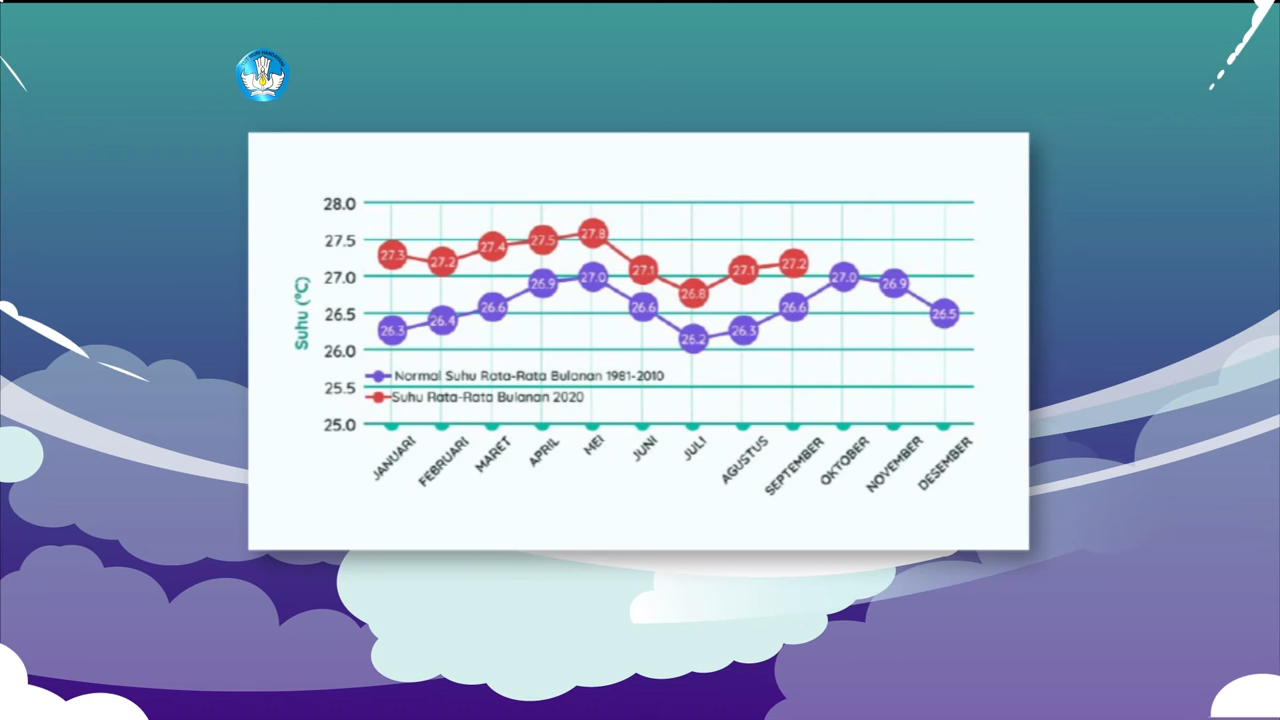 28.0
27.5
27.0
26.5
26.0
25.5
25.0
Suhu (°C)
27.3 27.2 27.4 27.5 27.8 27.1 26.8 27.1 27.2
26.3 26.4 26.6 26.9 27.0 26.6 26.2 26.3 26.6 27.0 26.9 26.5
Normal Suhu Rata-Rata Bulanan 1981-2010
Suhu Rata-Rata Bulanan 2020
JANUARI
FEBRUARI
MARET
APRIL
MEI
JUNI
JULI
AGUSTUS
SEPTEMBER
OKTOBER
NOVEMBER
DESEMBER